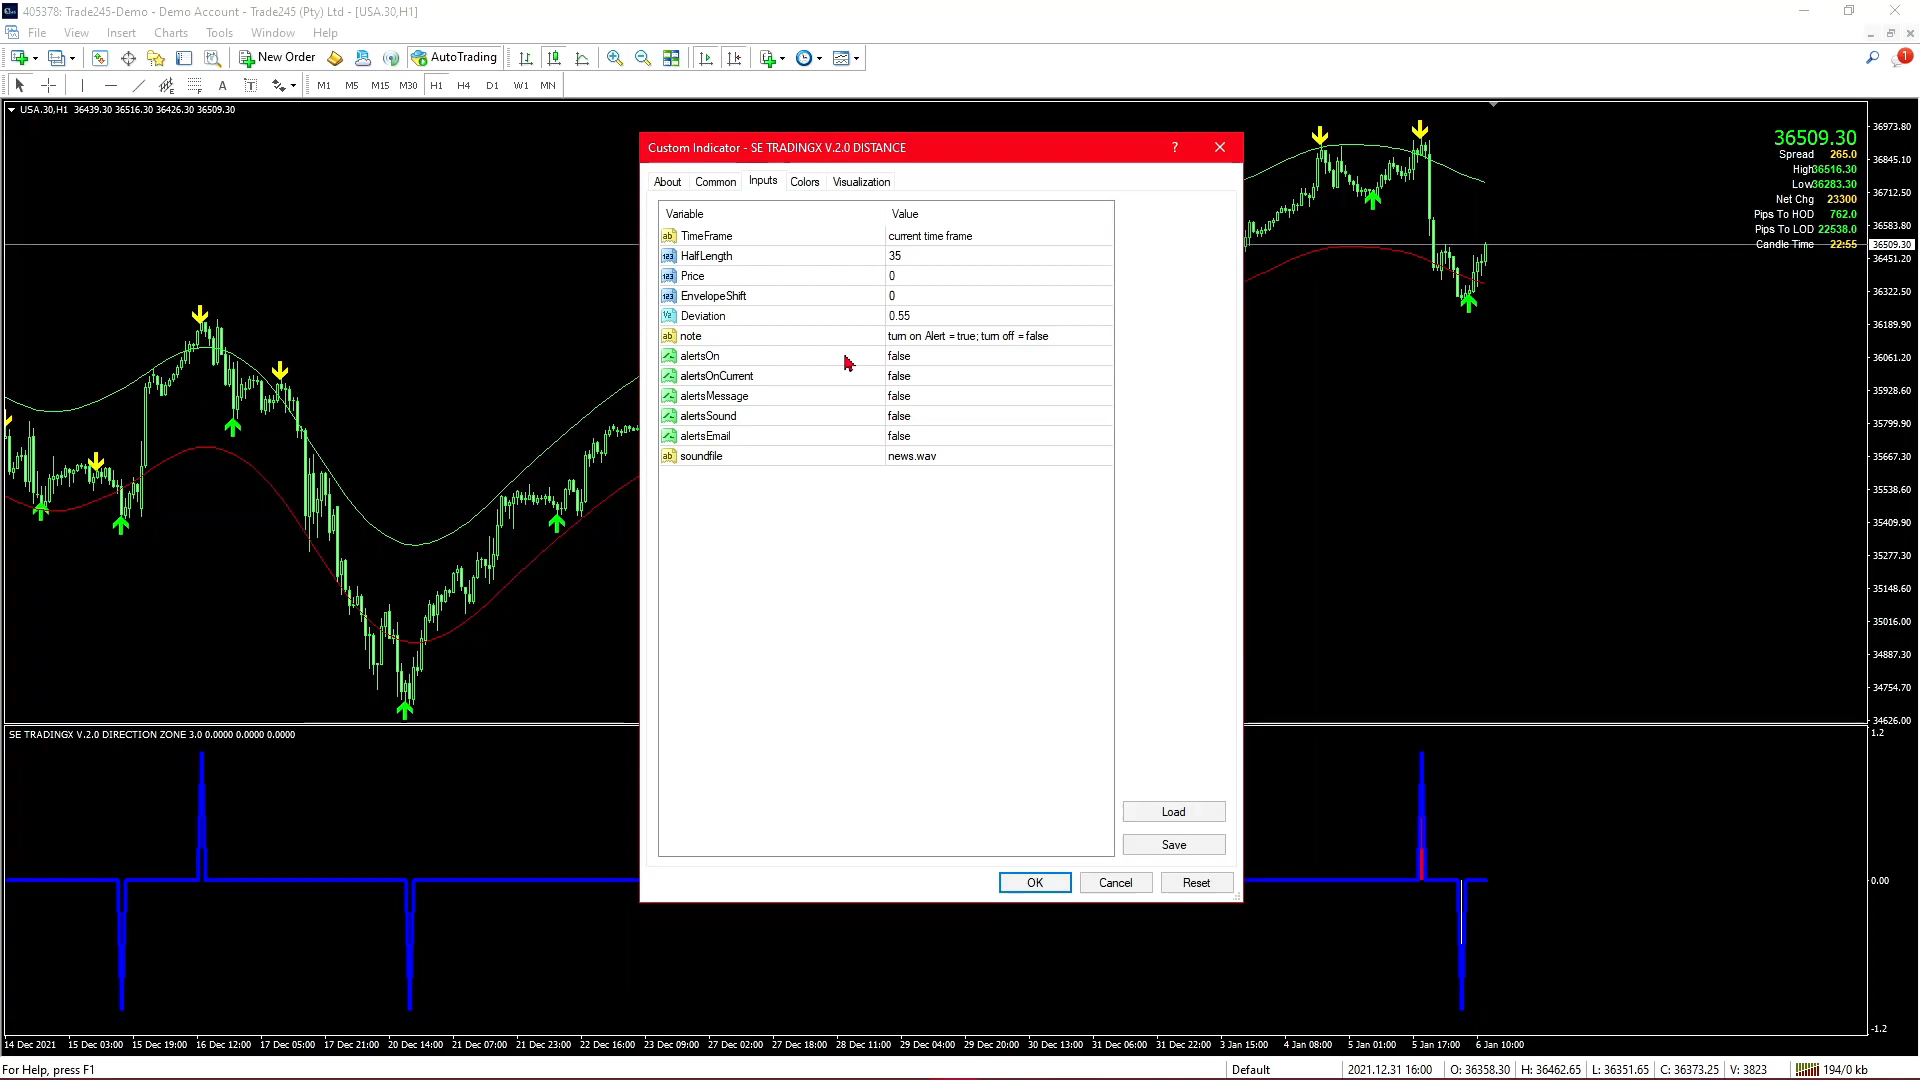 405378: Trade245-Demo - Demo Account - Trade245 (Pty) Ltd - [USA.30,H1]
File View Insert Charts Tools Window Help
New Order AutoTrading 1
A T M1 M5 M15 M30 H1 H4 D1 W1 MN
USA.30,H1 36439.30 36516.30 36426.30 36509.30
36509.30
Spread 265.0
High36516.30
Low36283.30
Net Chg 23300
Pips To HOD 762.0
Pips To LOD 22538.0
Candle Time 22:55
36973.80
36845.10
36712.50
36583.80
36509.30
36451.20
36322.50
36189.90
36061.20
35928.60
35799.90
35667.30
35538.60
35409.90
35277.30
35148.60
35016.00
34887.30
34754.70
34626.00
Custom Indicator - SE TRADINGX V.2.0 DISTANCE ?
About Common Inputs Colors Visualization
Variable Value
ab TimeFrame current time frame
123 HalfLength 35
123 Price 0
123 EnvelopeShift 0
Deviation 0.55
ab note turn on Alert = true; turn off = false
alertsOn false
alertsOnCurrent false
alertsMessage false
alertsSound false
alertsEmail false
ab soundfile news.wav
Load
Save
OK Cancel Reset
SE TRADINGX V.2.0 DIRECTION ZONE 3.0 0.0000 0.0000 0.0000
1.2
0.00
-1.2
14 Dec 2021 15 Dec 03:00 15 Dec 19:00 16 Dec 12:00 17 Dec 05:00 17 Dec 21:00 20 Dec 14:00 21 Dec 07:00 21 Dec 23:00 22 Dec 16:00 23 Dec 09:00 24 Dec 02:00 27 Dec 02:00 27 Dec 18:00 28 Dec 11:00 29 Dec 04:00 29 Dec 20:00 30 Dec 13:00 31 Dec 06:00 31 Dec 22:00 3 Jan 15:00 4 Jan 08:00 5 Jan 01:00 5 Jan 17:00 6 Jan 10:00
For Help, press F1 Default 2021.12.31 16:00 O: 36358.30 H: 36462.65 L: 36351.65 C: 36373.25 V: 3823 194/0 kb